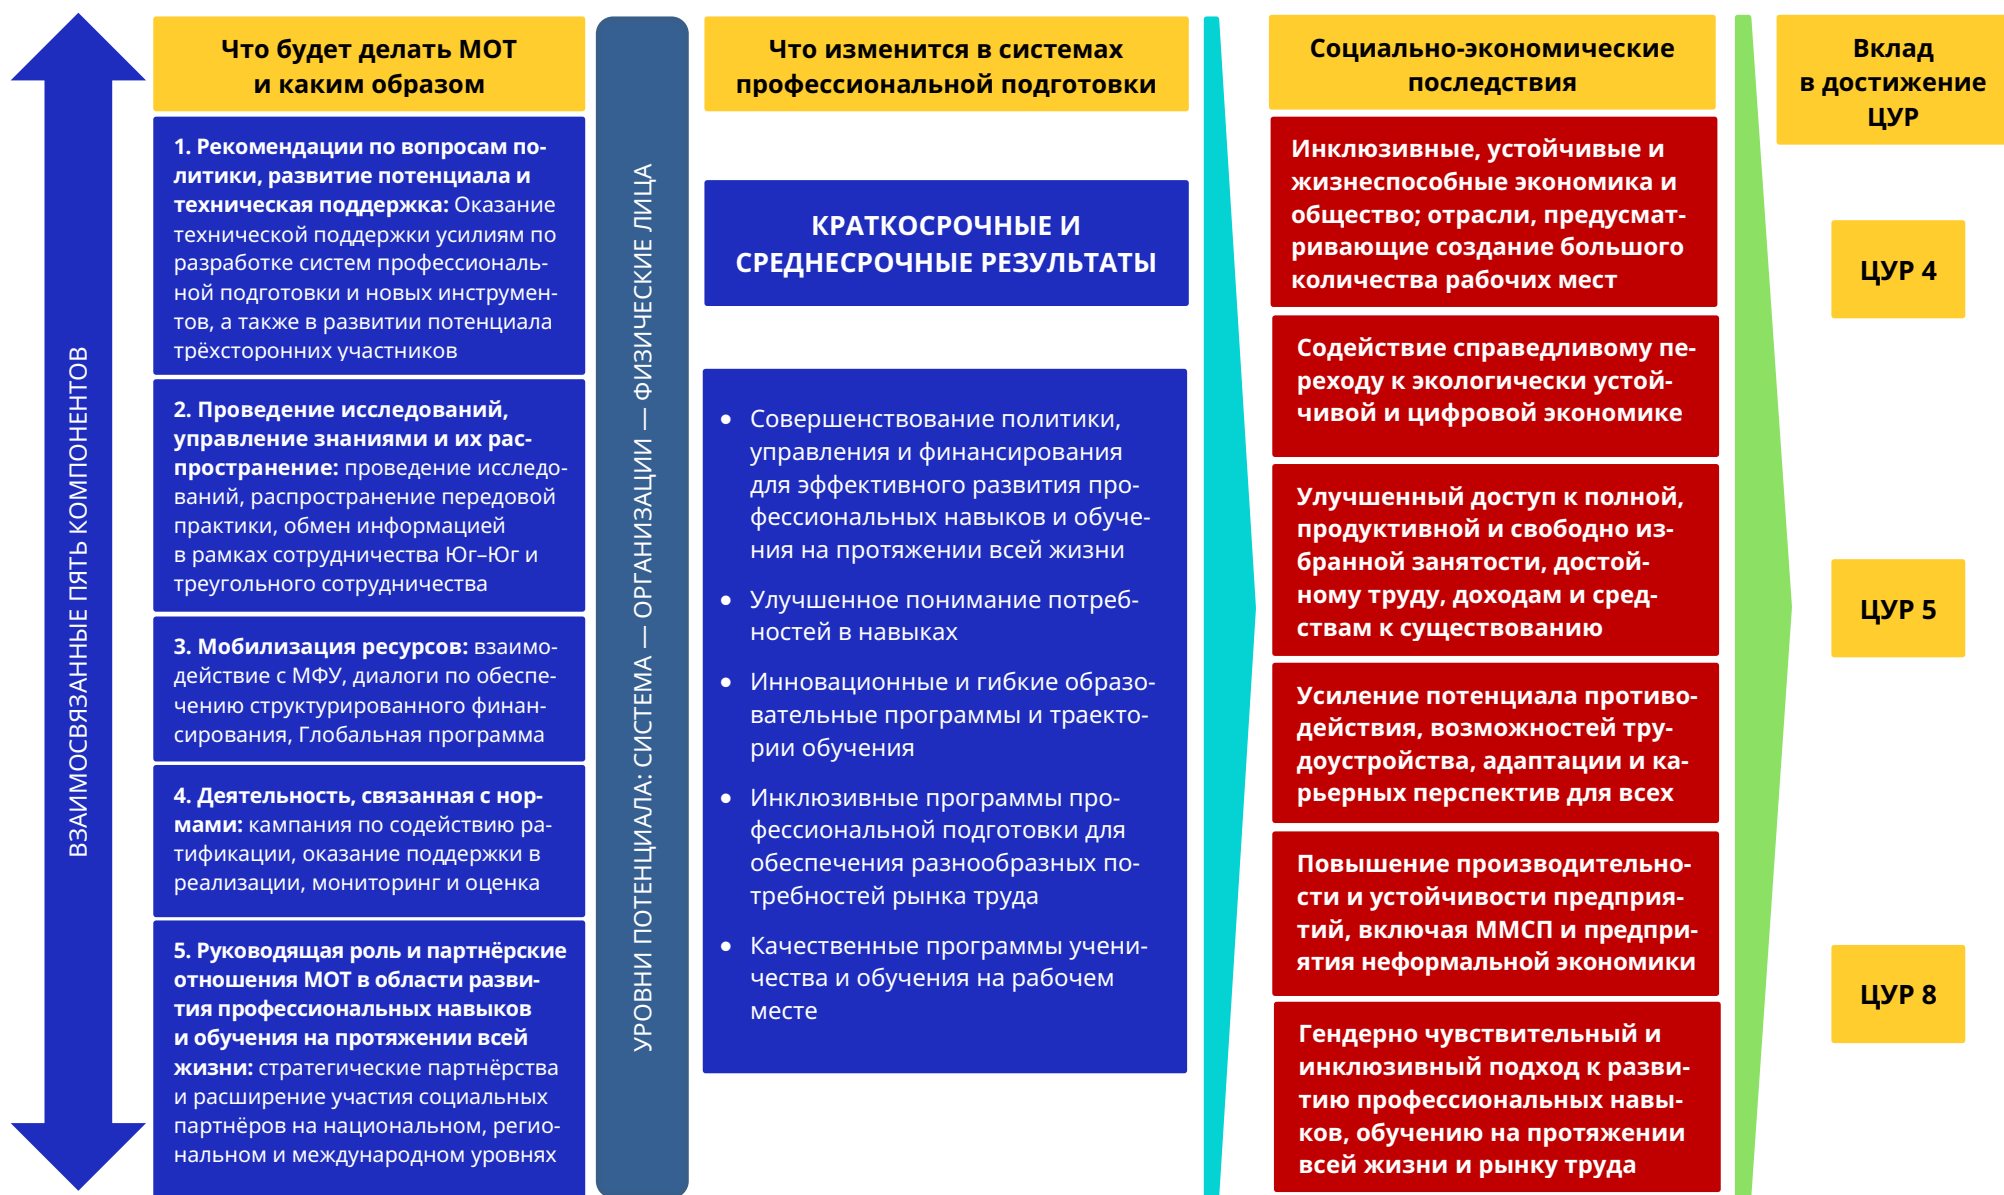 ВЗАИМОСВЯЗАННЫЕ ПЯТЬ КОМПОНЕНТОВ
Что будет делать МОТ
и каким образом
1. Рекомендации по вопросам по-
литики, развитие потенциала и
техническая поддержка: Оказание
технической поддержки усилиям по
разработке систем профессиональ-
ной подготовки и новых инструмен-
тов, а также в развитии потенциала
трёхсторонних участников
2. Проведение исследований,
управление знаниями и их рас-
пространение: проведение исследо-
ваний, распространение передовой
практики, обмен информацией
в рамках сотрудничества Юг–Юг и
треугольного сотрудничества
3. Мобилизация ресурсов: взаимо-
действие с МФУ, диалоги по обеспе-
чению структурированного финан-
сирования, Глобальная программа
4. Деятельность, связанная с нор-
мами: кампания по содействию ра-
тификации, оказание поддержки в
реализации, мониторинг и оценка
5. Руководящая роль и партнёрские
отношения МОТ в области разви-
тия профессиональных навыков
и обучения на протяжении всей
жизни: стратегические партнёрства
и расширение участия социальных
партнёров на национальном, регио-
нальном и международном уровнях
УРОВНИ ПОТЕНЦИАЛА: СИСТЕМА — ОРГАНИЗАЦИИ — ФИЗИЧЕСКИЕ ЛИЦА
Что изменится в системах
профессиональной подготовки
КРАТКОСРОЧНЫЕ И
СРЕДНЕСРОЧНЫЕ РЕЗУЛЬТАТЫ
• Совершенствование политики,
управления и финансирования
для эффективного развития про-
фессиональных навыков и обуче-
ния на протяжении всей жизни
• Улучшенное понимание потреб-
ностей в навыках
• Инновационные и гибкие образо-
вательные программы и траекто-
рии обучения
• Инклюзивные программы про-
фессиональной подготовки для
обеспечения разнообразных по-
требностей рынка труда
• Качественные программы учени-
чества и обучения на рабочем
месте
Социально-экономические
последствия
Инклюзивные, устойчивые и
жизнеспособные экономика и
общество; отрасли, предусмат-
ривающие создание большого
количества рабочих мест
Содействие справедливому пе-
реходу к экологически устой-
чивой и цифровой экономике
Улучшенный доступ к полной,
продуктивной и свободно из-
бранной занятости, достой-
ному труду, доходам и сред-
ствам к существованию
Усиление потенциала противо-
действия, возможностей тру-
доустройства, адаптации и ка-
рьерных перспектив для всех
Повышение производительно-
сти и устойчивости предприя-
тий, включая ММСП и предпри-
ятия неформальной экономики
Гендерно чувствительный и
инклюзивный подход к разви-
тию профессиональных навы-
ков, обучению на протяжении
всей жизни и рынку труда
Вклад
в достижение
ЦУР
ЦУР 4
ЦУР 5
ЦУР 8